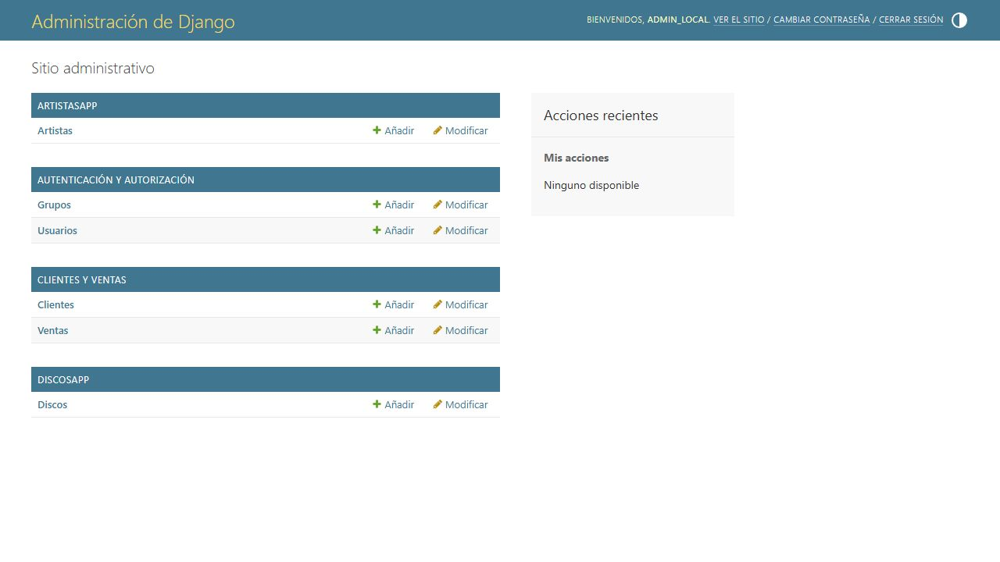 Administración de Django
BIENVENIDOS, ADMIN_LOCAL. VER EL SITIO / CAMBIAR CONTRASEÑA / CERRAR SESIÓN
Sitio administrativo
ARTISTASAPP
Artistas Añadir Modificar
AUTENTICACIÓN Y AUTORIZACIÓN
Grupos Añadir Modificar
Usuarios Añadir Modificar
CLIENTES Y VENTAS
Clientes Añadir Modificar
Ventas Añadir Modificar
DISCOSAPP
Discos Añadir Modificar
Acciones recientes
Mis acciones
Ninguno disponible